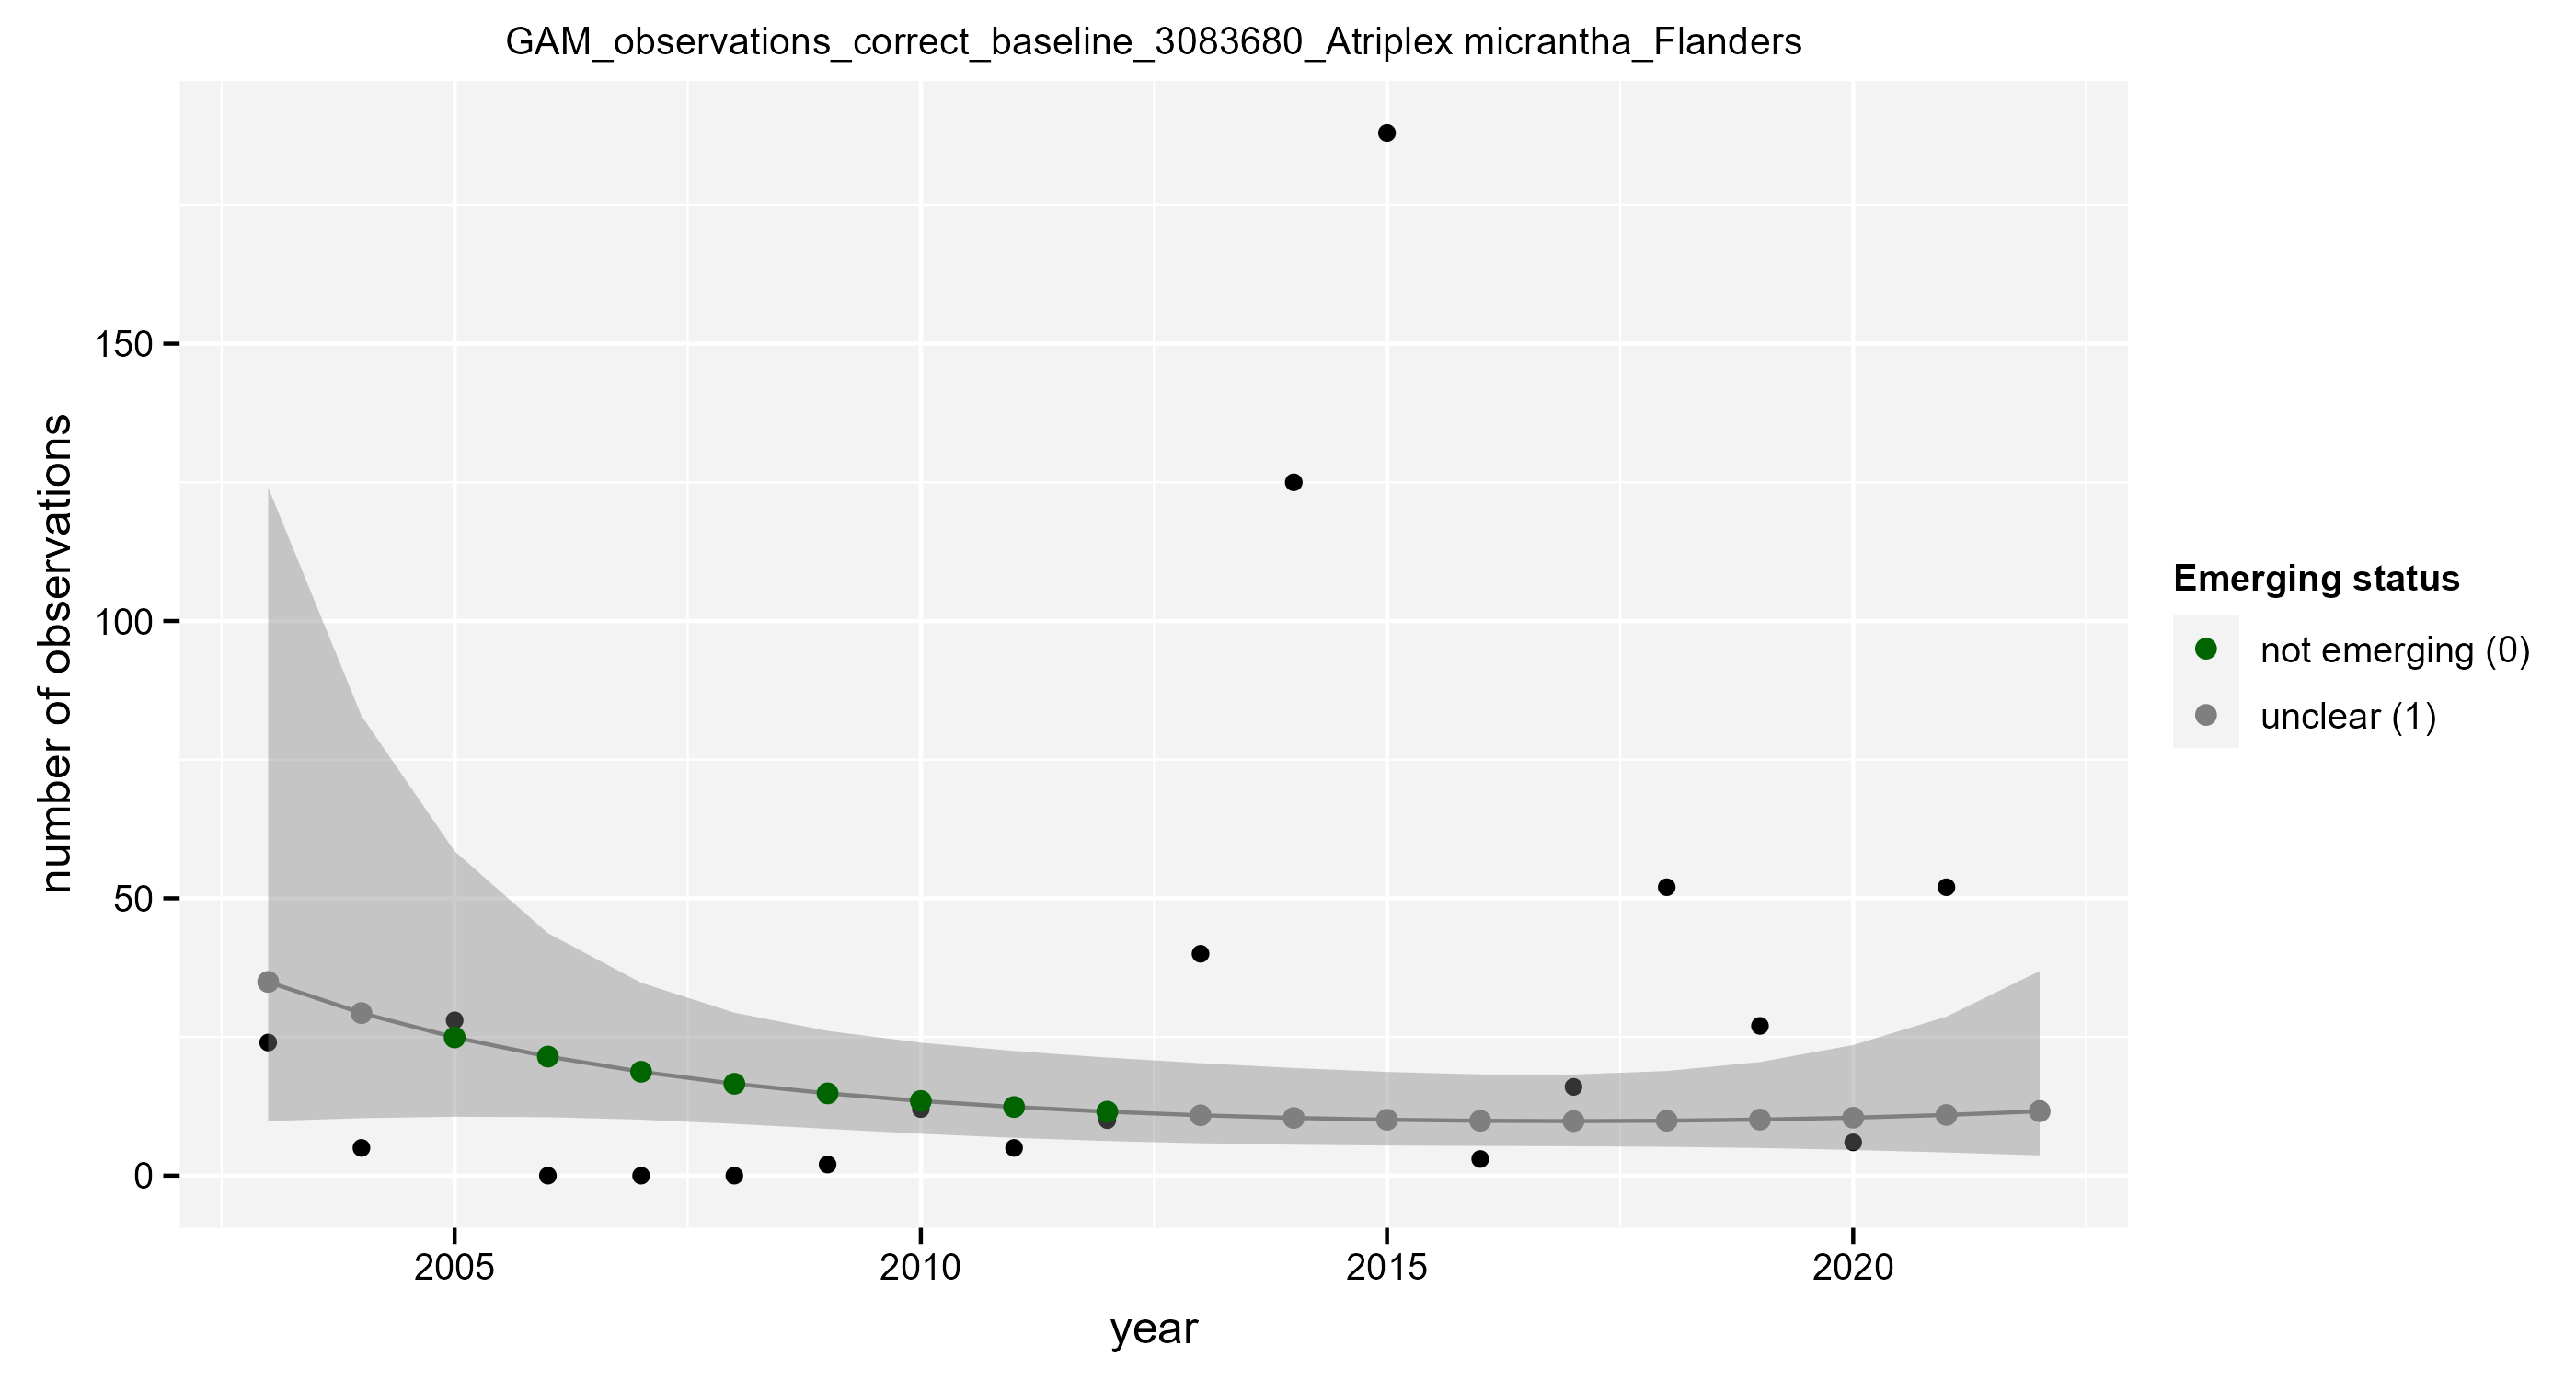 GAM_observations_correct_baseline_3083680_Atriplex micrantha_Flanders
number of observations
150
100
50
0
2005
2010
2015
2020
year
Emerging status
not emerging (0)
unclear (1)